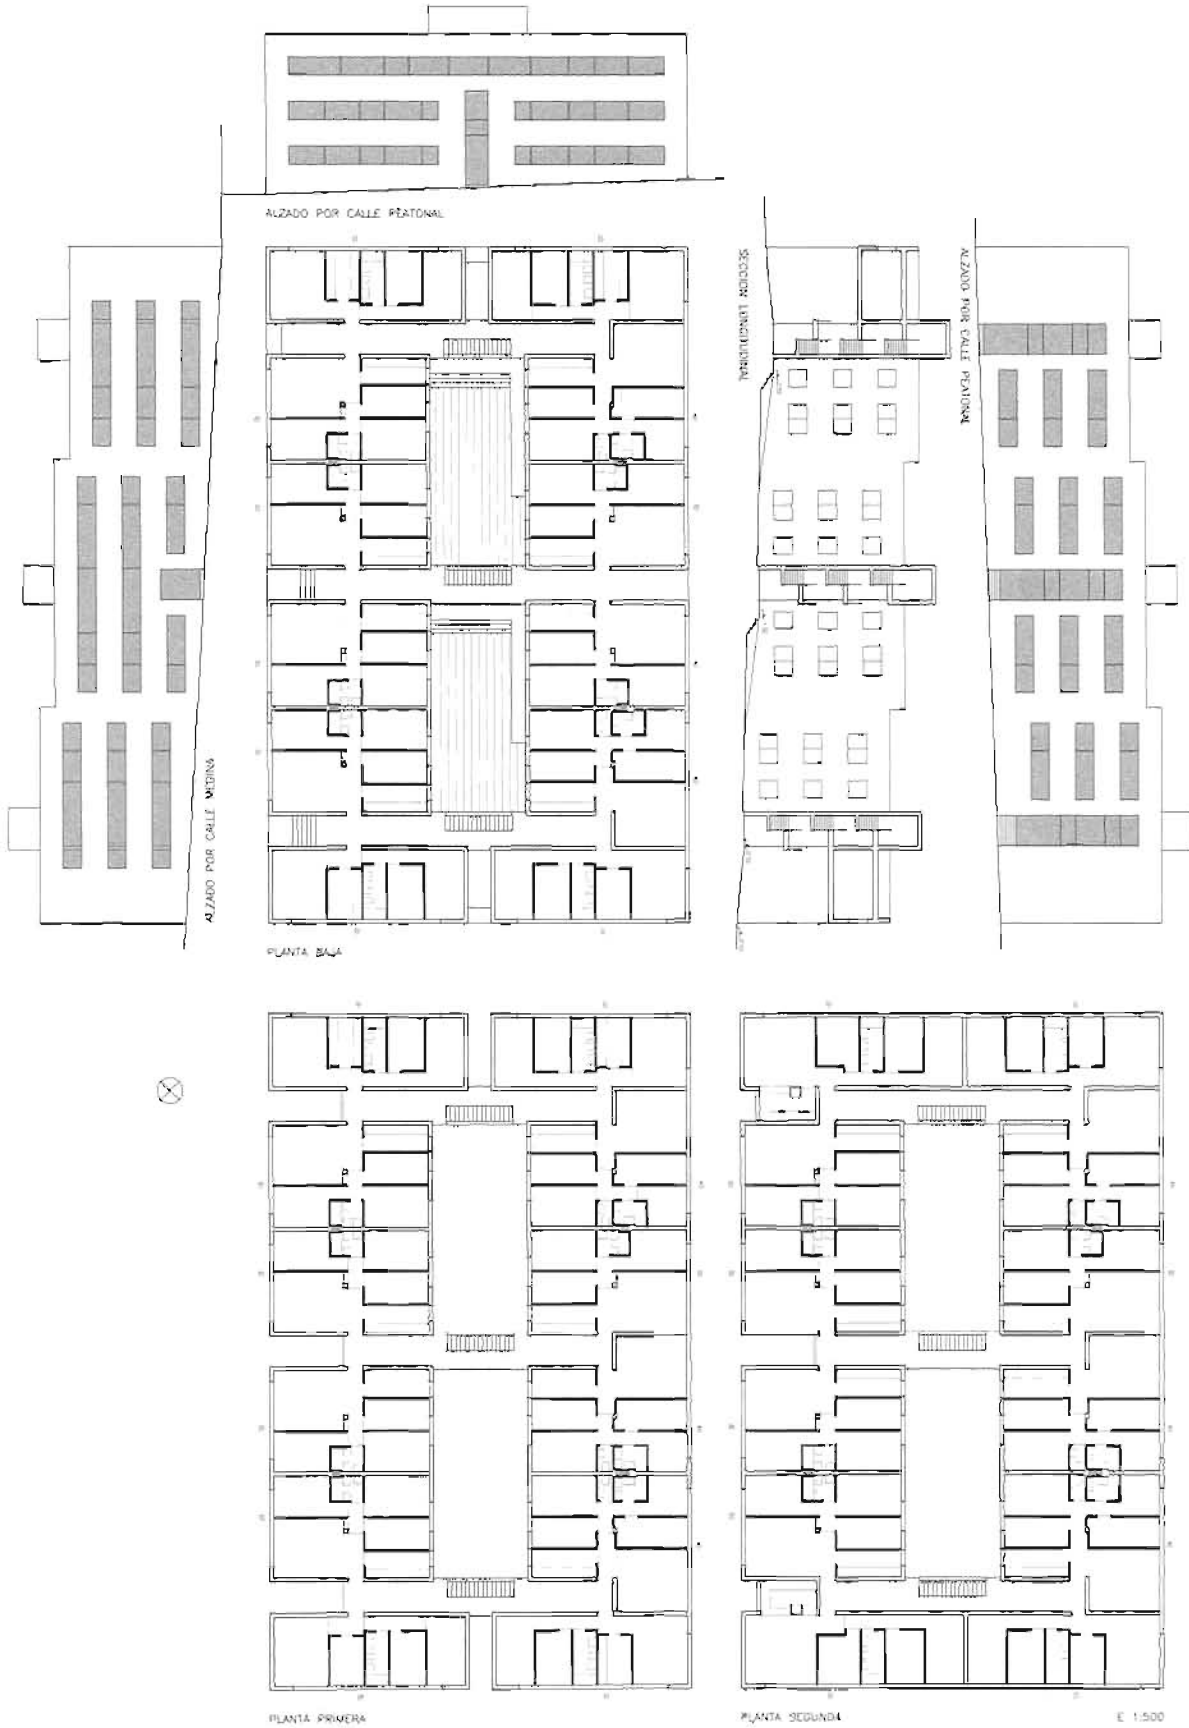 ALZADO POR CALLE PEATONAL
SECCION LONGITUDINAL
ALZADO POR CALLE PEATONAL
ALZADO POR CALLE MEDINA
PLANTA BAJA
PLANTA PRIMERA
PLANTA SEGUNDA
E 1:500